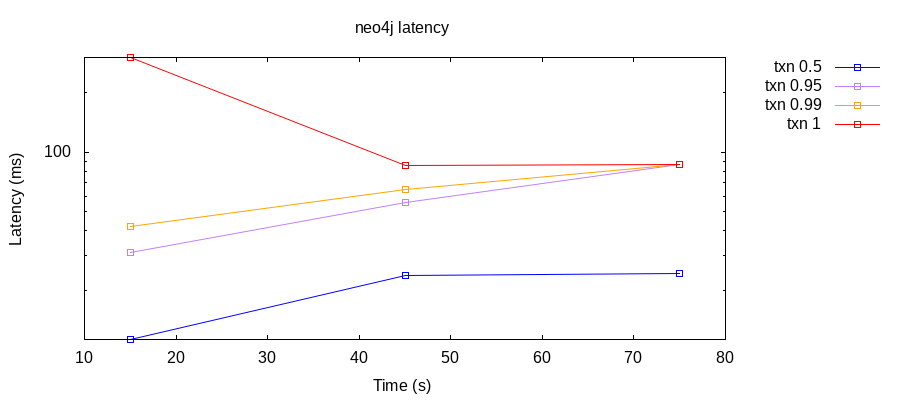 neo4j latency
txn 0.5
txn 0.95
txn 0.99
txn 1
100
Latency (ms)
10 20 30 40 50 60 70 80
Time (s)